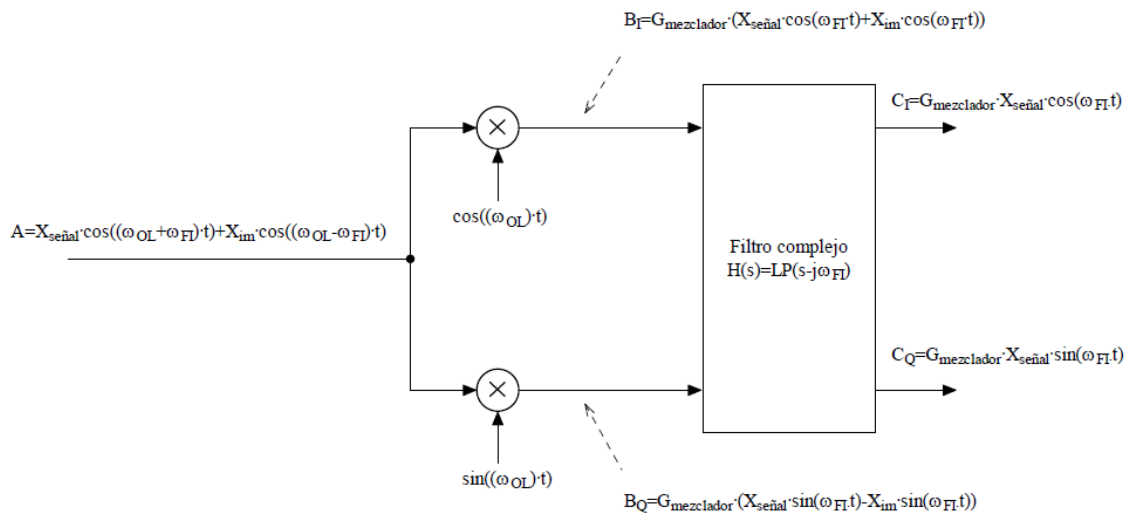 B_I=G_mezclador·(X_señal·cos(ω_FI·t)+X_im·cos(ω_FI·t))
C_I=G_mezclador·X_señal·cos(ω_FI.t)
cos((ω_OL)·t)
A=X_señal·cos((ω_OL+ω_FI)·t)+X_im·cos((ω_OL-ω_FI)·t)
Filtro complejo
H(s)=LP(s-jω_FI)
C_Q=G_mezclador·X_señal·sin(ω_FI.t)
sin((ω_OL)·t)
B_Q=G_mezclador·(X_señal·sin(ω_FI.t)-X_im·sin(ω_FI.t))